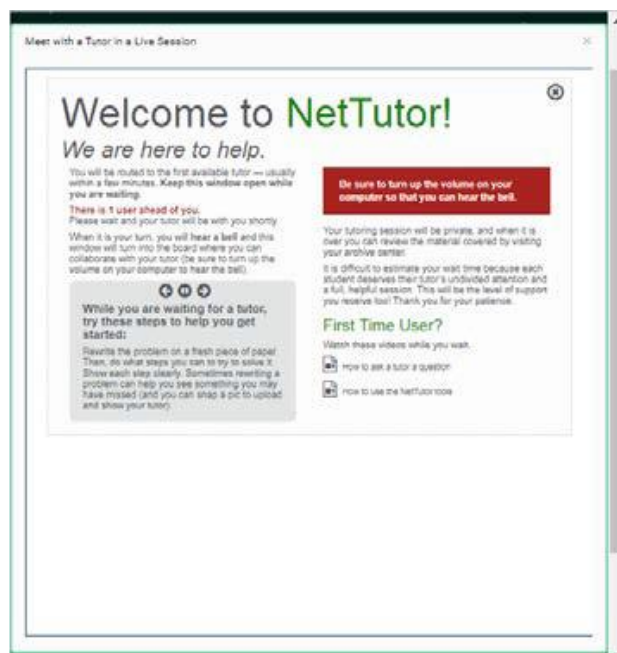 Meet with a Tutor in a Live Session
Welcome to NetTutor!
We are here to help.
You will be routed to the first available tutor — usually
within a few minutes. Keep this window open while
you are waiting.
There is 1 user ahead of you.
Please wait and your tutor will be with you shortly.
When it is your turn, you will hear a bell and this
window will turn into the board where you can
collaborate with your tutor (be sure to turn up the
volume on your computer to hear the bell).
While you are waiting for a tutor,
try these steps to help you get
started:
Rewrite the problem on a fresh piece of paper.
Then, do what steps you can to try to solve it.
Show each step clearly. Sometimes rewriting a
problem can help you see something you may
have missed (and you can snap a pic to upload
and show your tutor).
Be sure to turn up the volume on your
computer so that you can hear the bell.
Your tutoring session will be private, and when it is
over you can review the material covered by visiting
your archive center.
It is difficult to estimate your wait time because each
student deserves their tutor's undivided attention and
a full, helpful session. This will be the level of support
you receive too! Thank you for your patience.
First Time User?
Watch these videos while you wait.
How to ask a tutor a question
How to use the NetTutor tools